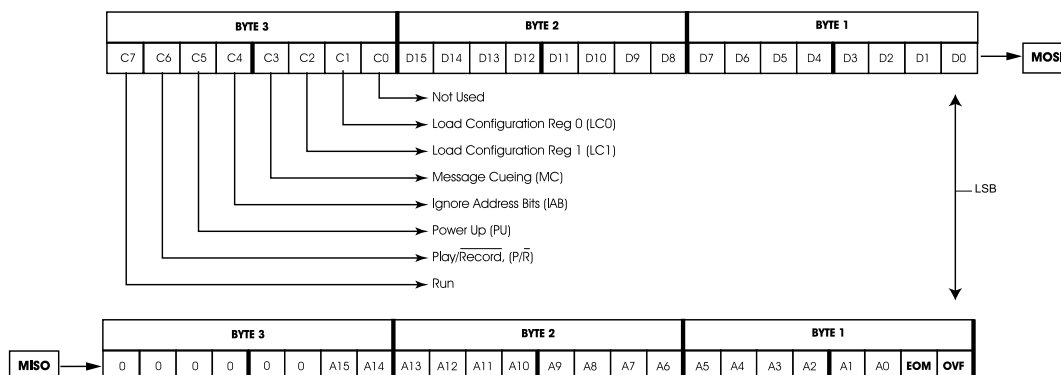 BYTE 3 BYTE 2 BYTE 1
C7 C6 C5 C4 C3 C2 C1 C0 D15 D14 D13 D12 D11 D10 D9 D8 D7 D6 D5 D4 D3 D2 D1 D0 MOSI
Not Used
Load Configuration Reg 0 (LC0)
Load Configuration Reg 1 (LC1)
Message Cueing (MC)
Ignore Address Bits (IAB)
LSB
Power Up (PU)
Play/Record, (P/R̄)
Run
BYTE 3 BYTE 2 BYTE 1
MISO 0 0 0 0 0 0 A15 A14 A13 A12 A11 A10 A9 A8 A7 A6 A5 A4 A3 A2 A1 A0 EOM OVF